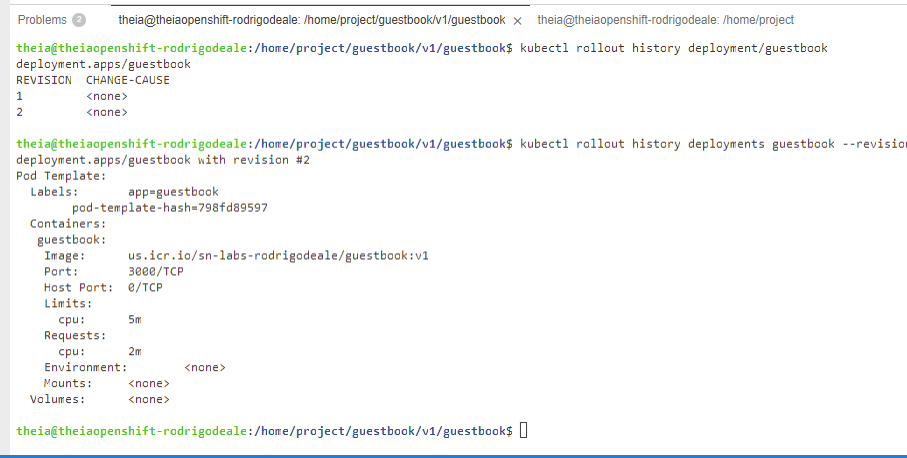 Problems 2 theia@theiaopenshift-rodrigodeale: /home/project/guestbook/v1/guestbook × theia@theiaopenshift-rodrigodeale: /home/project
theia@theiaopenshift-rodrigodeale:/home/project/guestbook/v1/guestbook$ kubectl rollout history deployment/guestbook
deployment.apps/guestbook
REVISION  CHANGE-CAUSE
1         <none>
2         <none>
theia@theiaopenshift-rodrigodeale:/home/project/guestbook/v1/guestbook$ kubectl rollout history deployments guestbook --revision
deployment.apps/guestbook with revision #2
Pod Template:
  Labels:       app=guestbook
        pod-template-hash=798fd89597
  Containers:
   guestbook:
    Image:      us.icr.io/sn-labs-rodrigodeale/guestbook:v1
    Port:       3000/TCP
    Host Port:  0/TCP
    Limits:
      cpu:      5m
    Requests:
      cpu:      2m
    Environment:        <none>
    Mounts:     <none>
  Volumes:      <none>
theia@theiaopenshift-rodrigodeale:/home/project/guestbook/v1/guestbook$